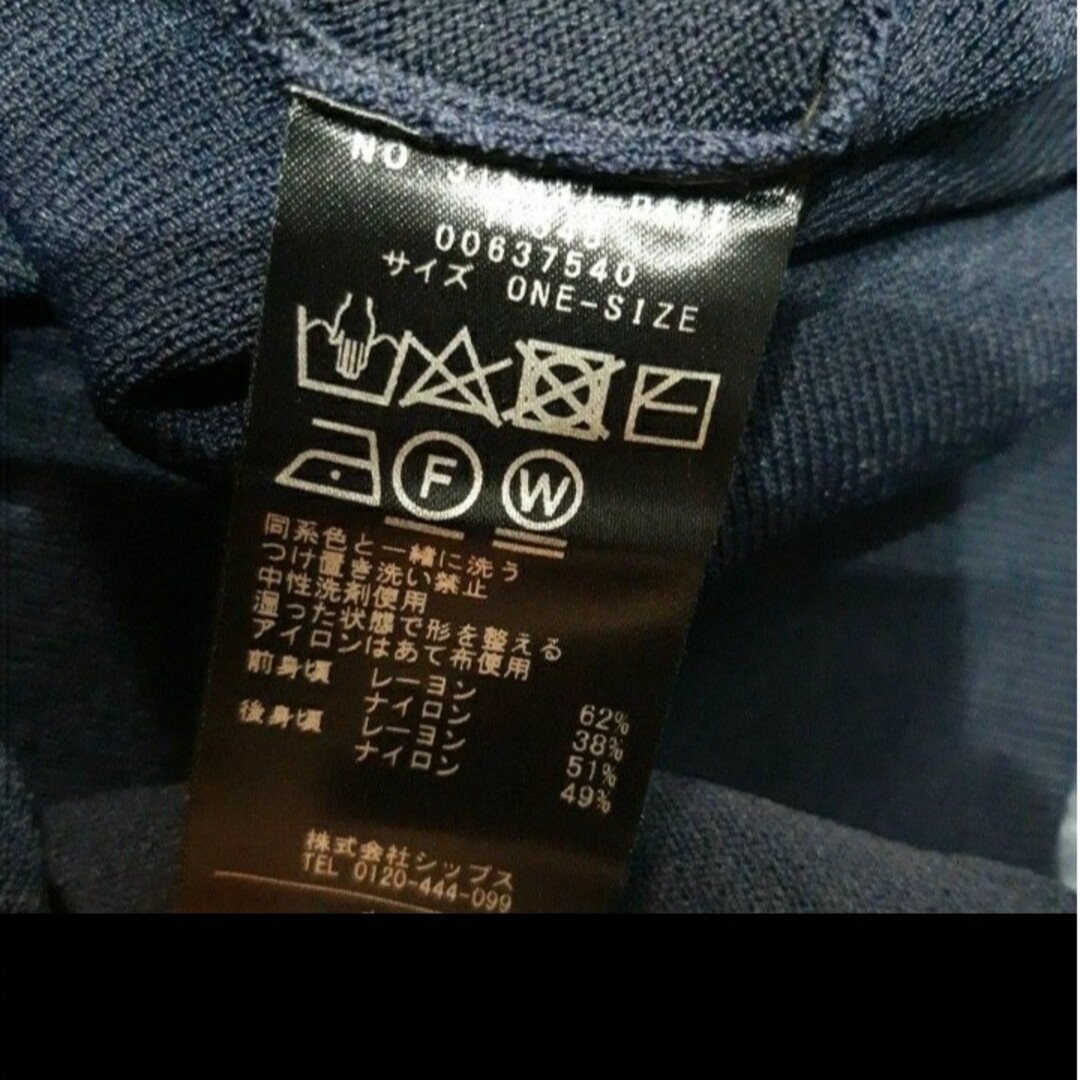 NO.
00637540
サイズ ONE-SIZE
F W
同系色と一緒に洗う
つけ置き洗い禁止
中性洗剤使用
湿った状態で形を整える
アイロンはあて布使用
前身頃 レーヨン 62%
ナイロン 38%
後身頃 レーヨン 51%
ナイロン 49%
株式会社シップス
TEL 0120-444-099